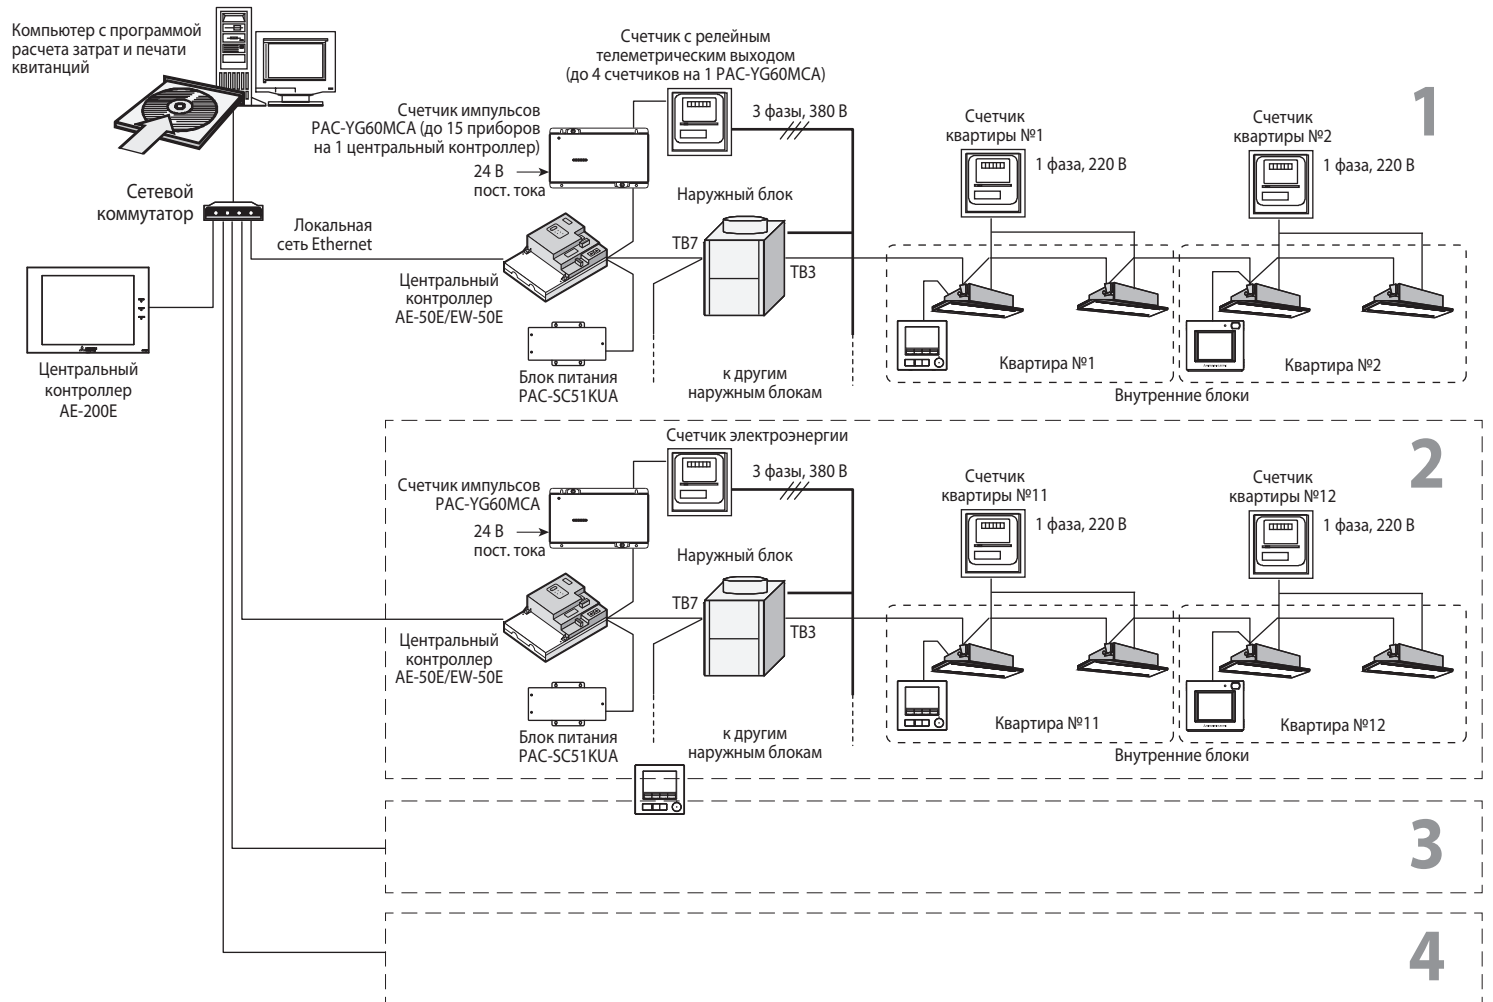 Компьютер с программой
расчета затрат и печати
квитанций
Счетчик с релейным
телеметрическим выходом
(до 4 счетчиков на 1 PAC-YG60MCA)
Счетчик импульсов
PAC-YG60MCA (до 15 приборов
на 1 центральный контроллер)
24 В
пост. тока
3 фазы, 380 В
Счетчик
квартиры №1
1 фаза, 220 В
Счетчик
квартиры №2
1 фаза, 220 В
1
Сетевой
коммутатор
Локальная
сеть Ethernet
Наружный блок
TB7
TB3
Центральный
контроллер
AE-50E/EW-50E
Центральный
контроллер
AE-200E
Блок питания
PAC-SC51KUA
к другим
наружным блокам
Квартира №1
Квартира №2
Внутренние блоки
Счетчик электроэнергии
2
Счетчик импульсов
PAC-YG60MCA
24 В
пост. тока
3 фазы, 380 В
Счетчик
квартиры №11
1 фаза, 220 В
Счетчик
квартиры №12
1 фаза, 220 В
Наружный блок
TB7
TB3
Центральный
контроллер
AE-50E/EW-50E
Блок питания
PAC-SC51KUA
к другим
наружным блокам
Квартира №11
Квартира №12
Внутренние блоки
3
4